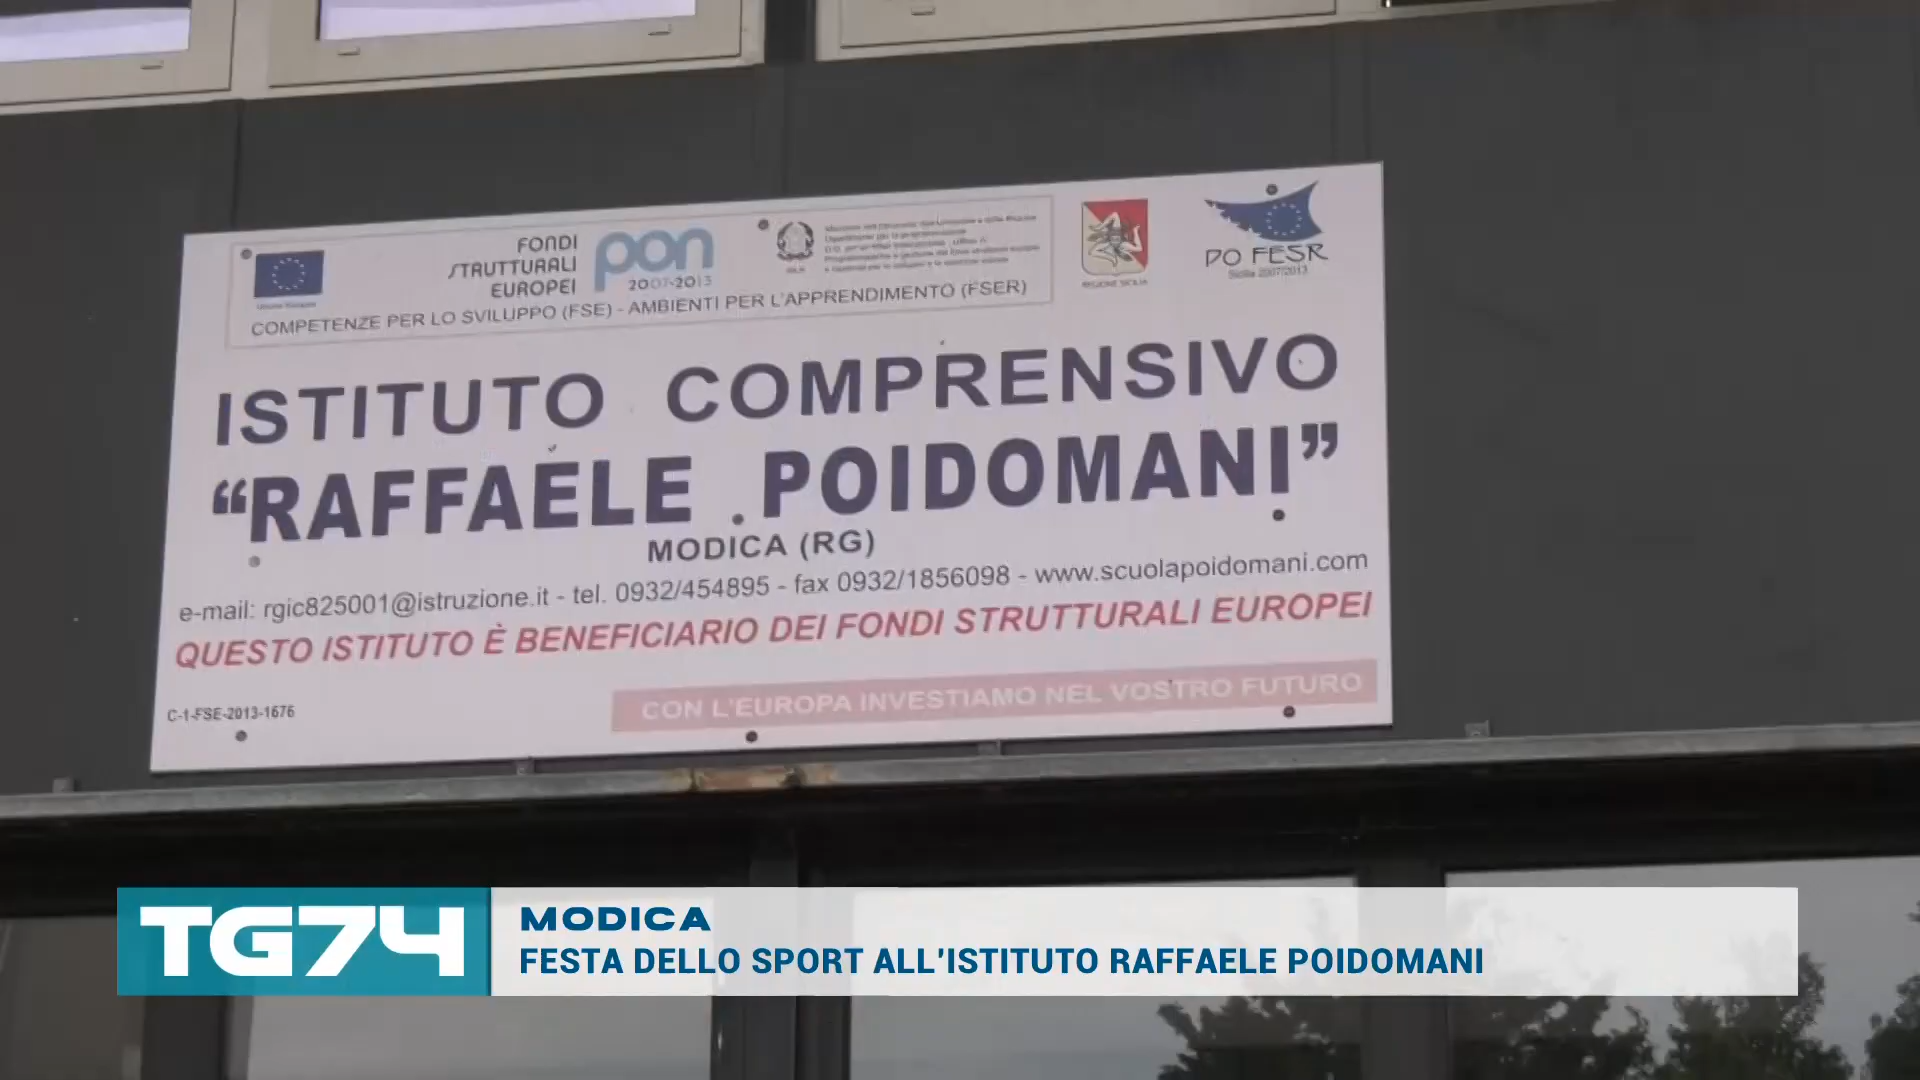 FONDI
STRUTTURALI
EUROPEI
pon
2007-2013
COMPETENZE PER LO SVILUPPO (FSE) - AMBIENTI PER L'APPRENDIMENTO (FSER)
REGIONE SICILIA
PO FESR
Sicilia 2007/2013
ISTITUTO COMPRENSIVO
“RAFFAELE POIDOMANI”
MODICA (RG)
e-mail: rgic825001@istruzione.it - tel. 0932/454895 - fax 0932/1856098 - www.scuolapoidomani.com
QUESTO ISTITUTO È BENEFICIARIO DEI FONDI STRUTTURALI EUROPEI
CON L'EUROPA INVESTIAMO NEL VOSTRO FUTURO
C-1-FSE-2013-1676
TG74
MODICA
FESTA DELLO SPORT ALL'ISTITUTO RAFFAELE POIDOMANI